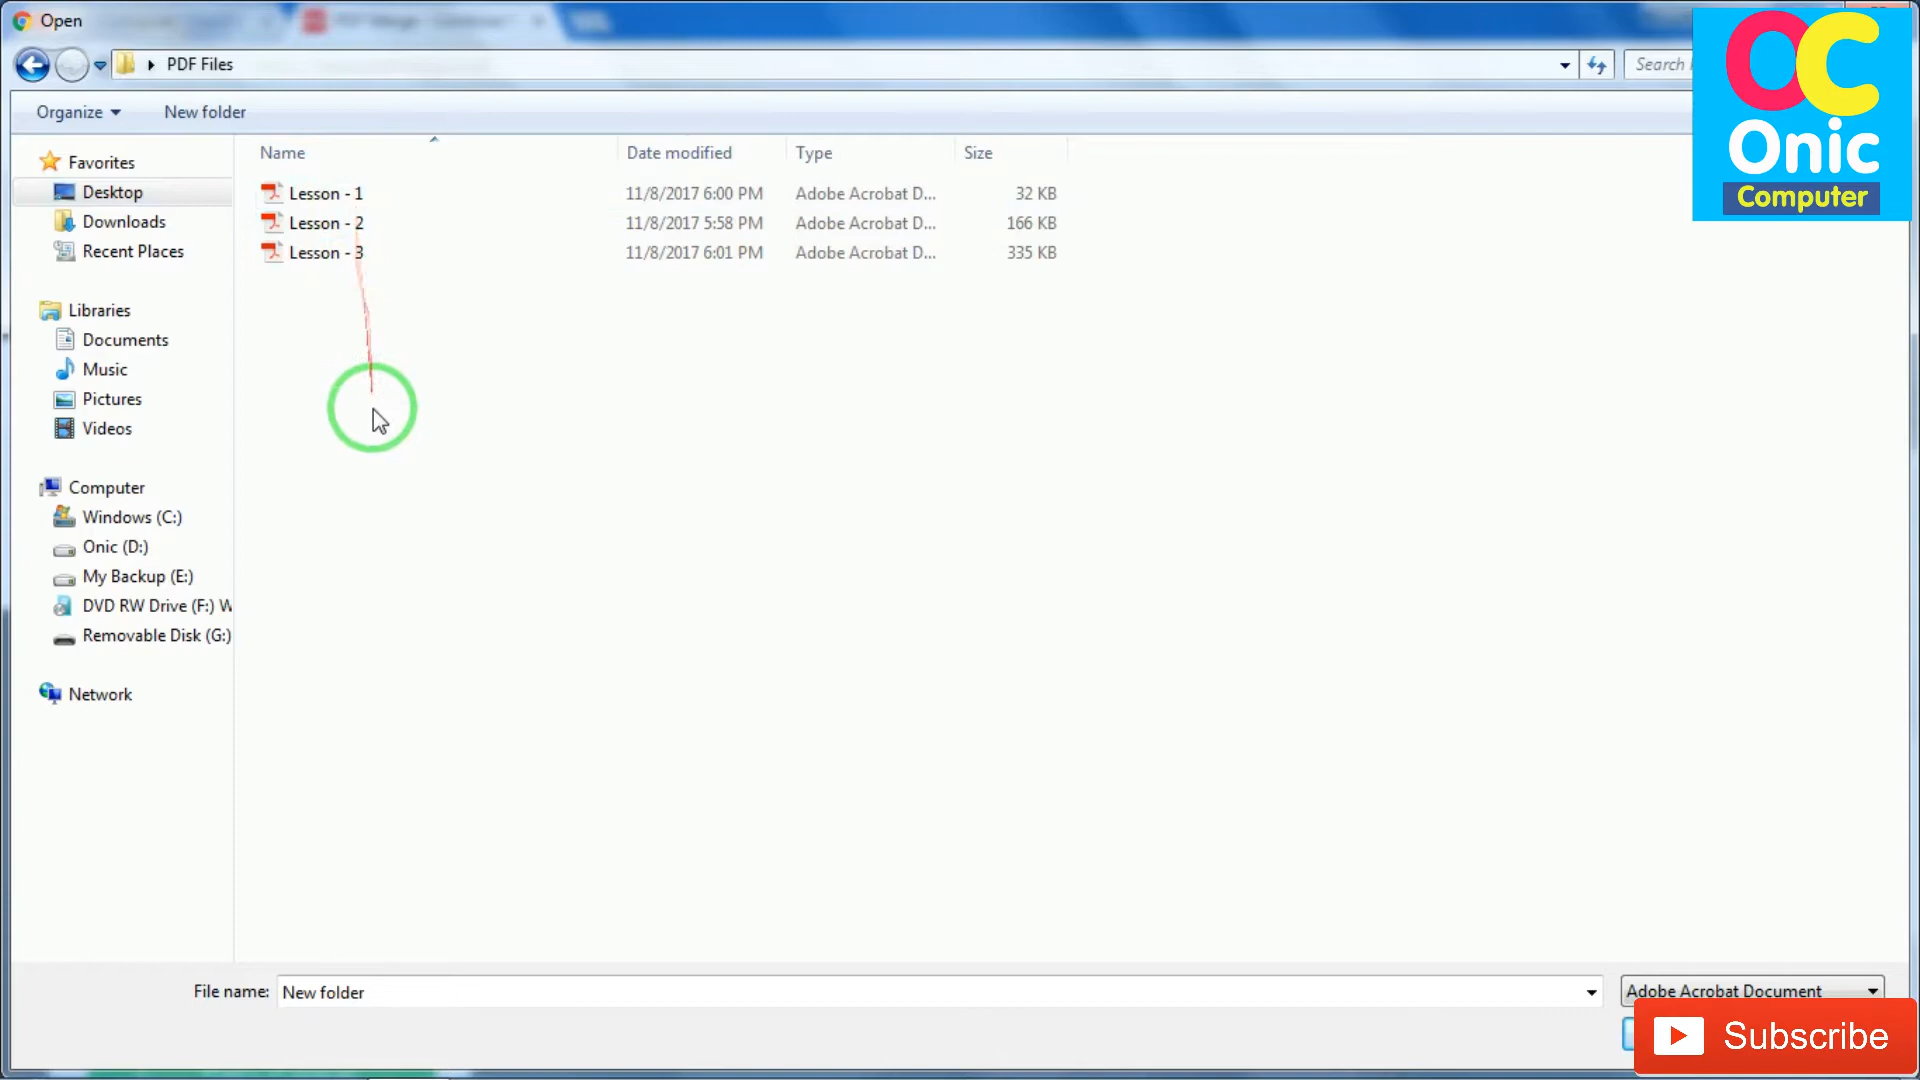 Open
PDF Files
Search
Organize
New folder
Name
Date modified
Type
Size
Favorites
Desktop
Downloads
Recent Places
Libraries
Documents
Music
Pictures
Videos
Computer
Windows (C:)
Onic (D:)
My Backup (E:)
DVD RW Drive (F:) W
Removable Disk (G:)
Network
Lesson - 1 11/8/2017 6:00 PM Adobe Acrobat D... 32 KB
Lesson - 2 11/8/2017 5:58 PM Adobe Acrobat D... 166 KB
Lesson - 3 11/8/2017 6:01 PM Adobe Acrobat D... 335 KB
File name: New folder
Adobe Acrobat Document
OC
Onic
Computer
Subscribe